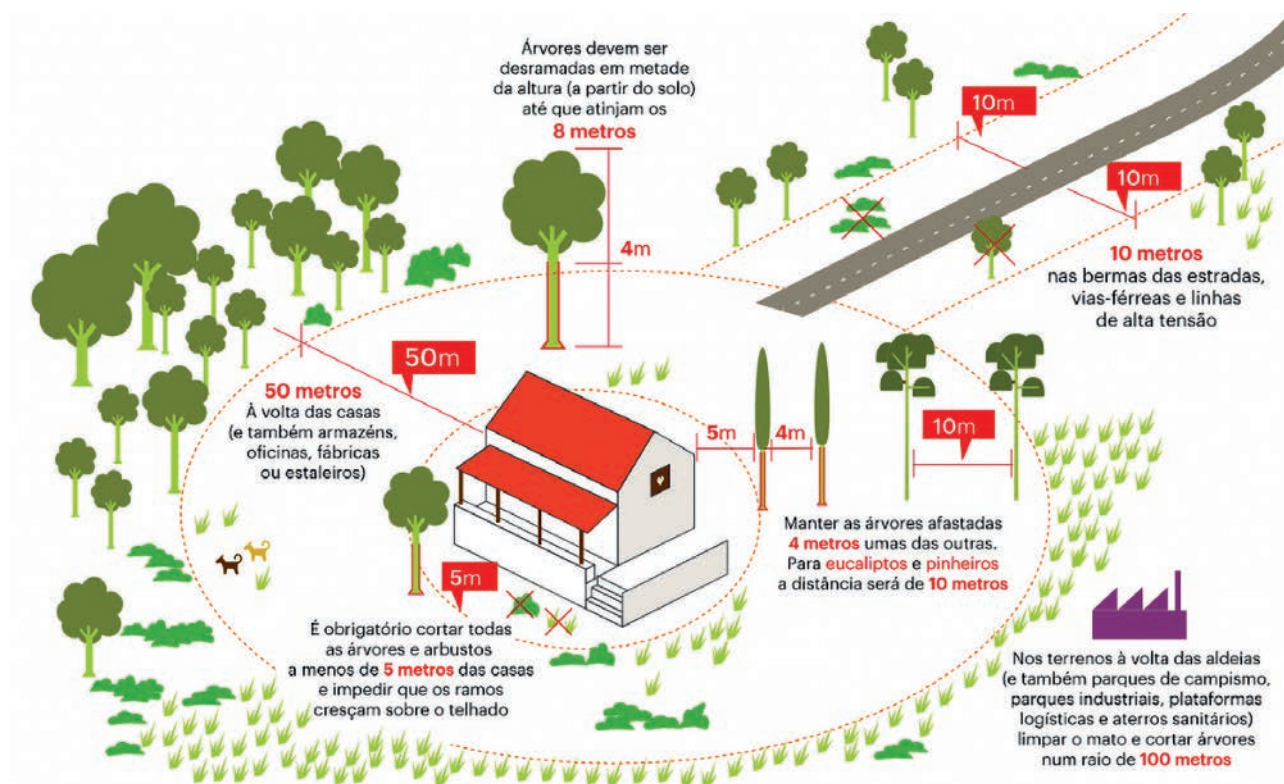 Árvores devem ser
desramadas em metade
da altura (a partir do solo)
até que atinjam os
8 metros
4m
10m
10m
10 metros
nas bermas das estradas,
vias-férreas e linhas
de alta tensão
50m
50 metros
À volta das casas
(e também armazéns,
oficinas, fábricas
ou estaleiros)
5m
4m
10m
Manter as árvores afastadas
4 metros umas das outras.
Para eucaliptos e pinheiros
a distância será de 10 metros
5m
É obrigatório cortar todas
as árvores e arbustos
a menos de 5 metros das casas
e impedir que os ramos
cresçam sobre o telhado
Nos terrenos à volta das aldeias
(e também parques de campismo,
parques industriais, plataformas
logísticas e aterros sanitários)
limpar o mato e cortar árvores
num raio de 100 metros